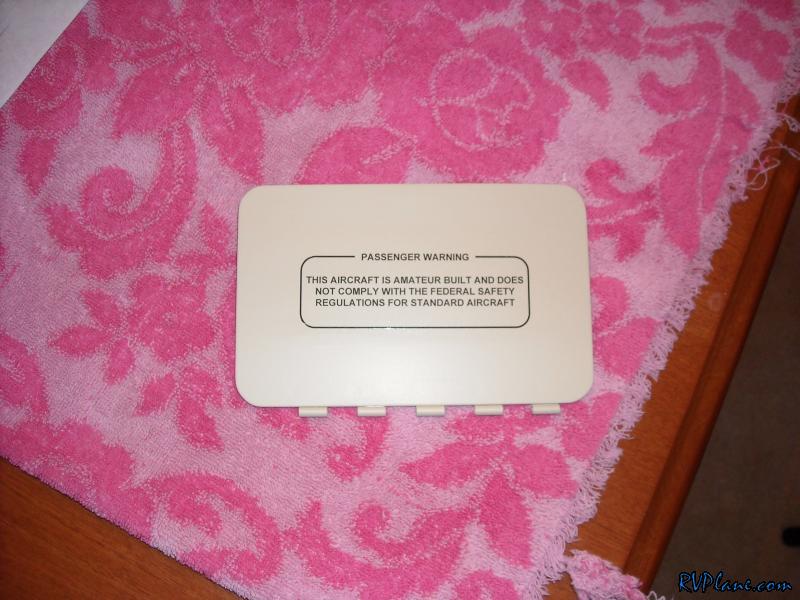 PASSENGER WARNING
THIS AIRCRAFT IS AMATEUR BUILT AND DOES
NOT COMPLY WITH THE FEDERAL SAFETY
REGULATIONS FOR STANDARD AIRCRAFT
RVPlane.com